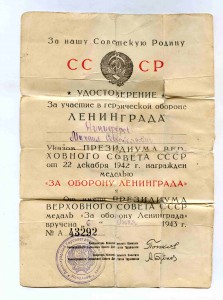 За нашу Советскую Родину
СССР
УДОСТОВЕРЕНИЕ
За участие в героической обороне
ЛЕНИНГРАДА
Указом ПРЕЗИДИУМА ВЕР-
ХОВНОГО СОВЕТА СССР
от 22 декабря 1942 г. награжден
медалью
«ЗА ОБОРОНУ ЛЕНИНГРАДА»
От имени ПРЕЗИДИУМА
ВЕРХОВНОГО СОВЕТА СССР
медаль «За оборону Ленинграда»
вручена 1943 г.
№ А 43292